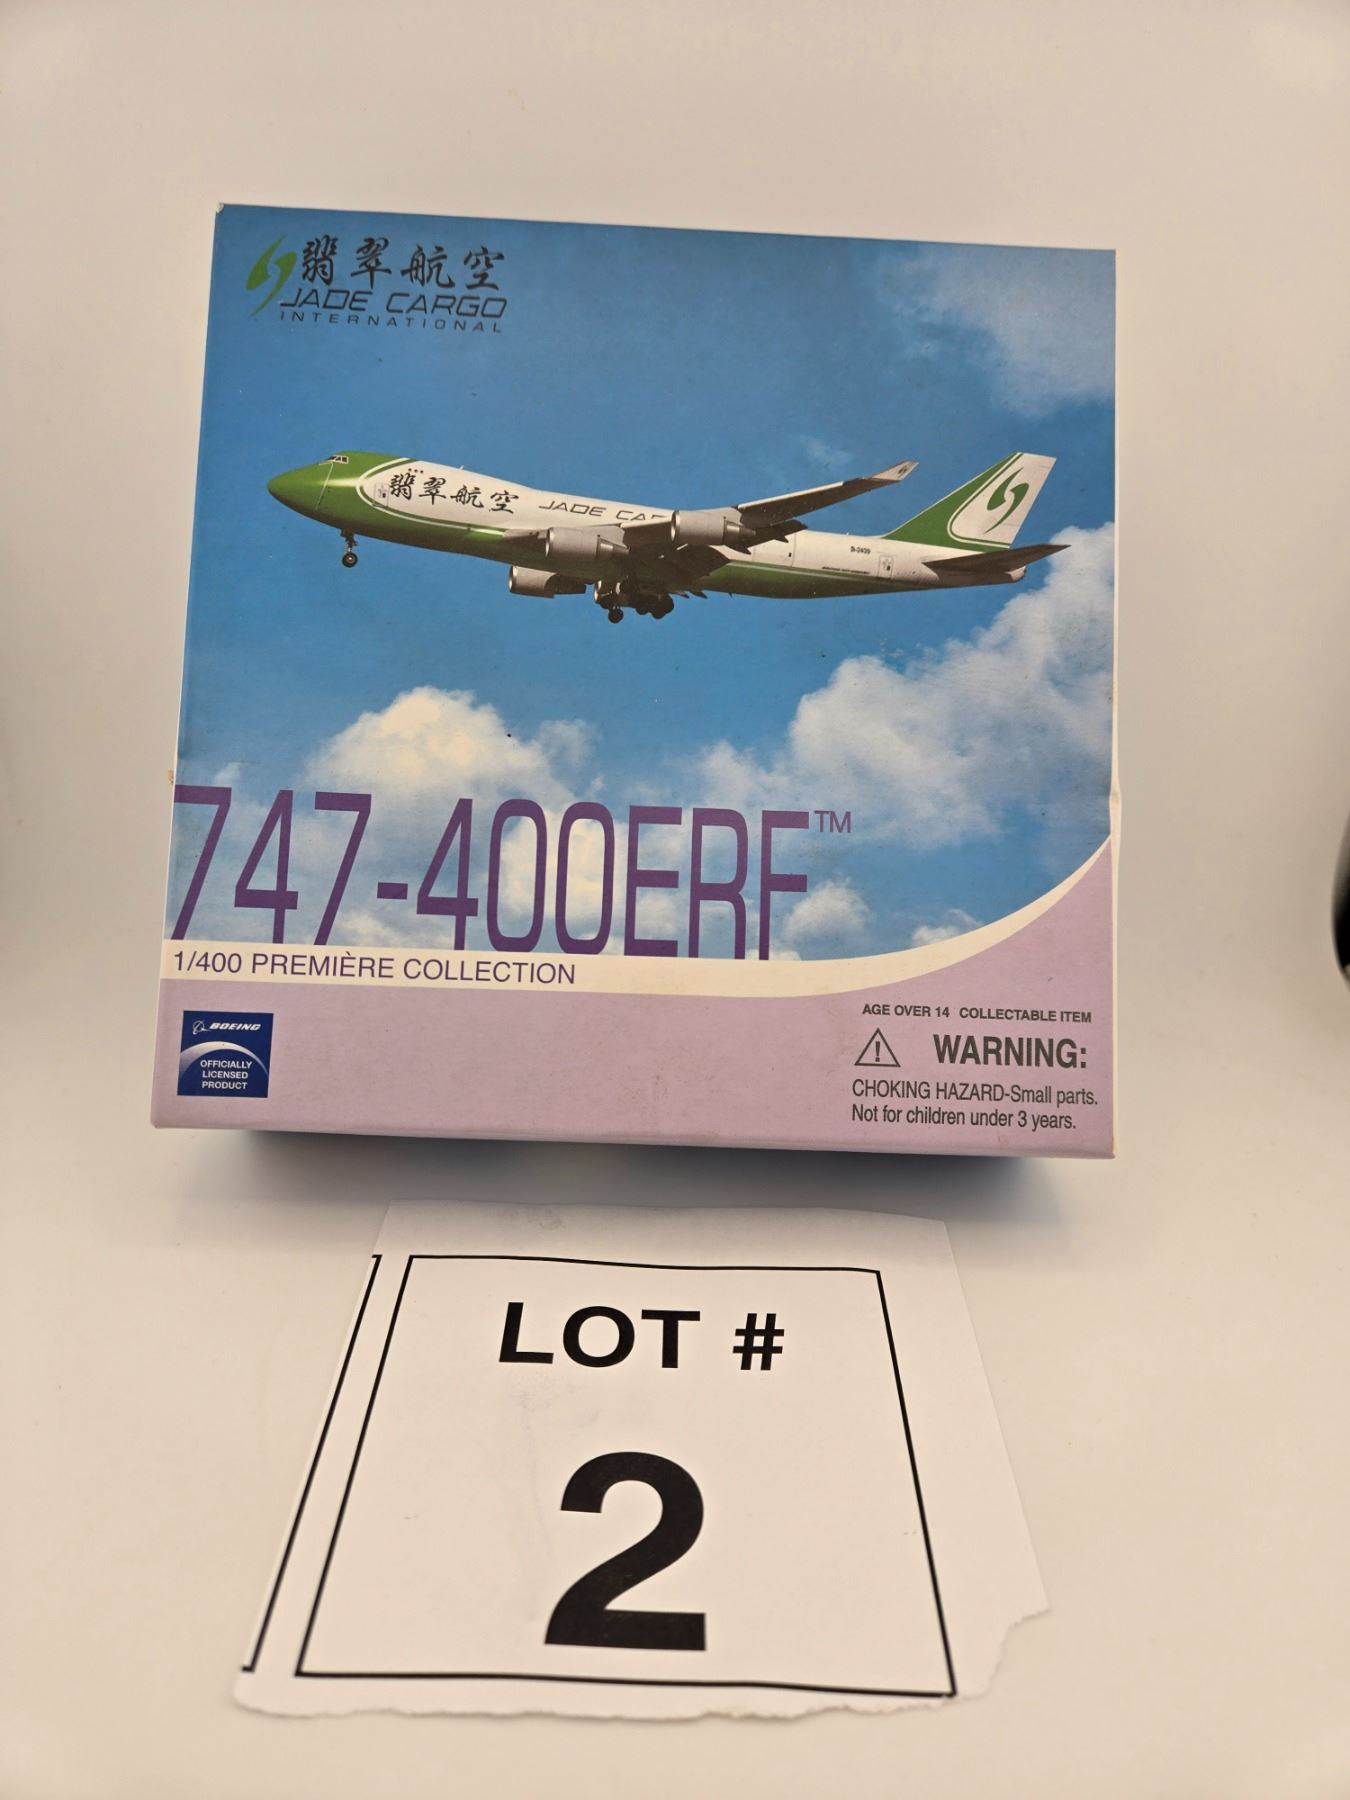 翡翠航空
JADE CARGO
INTERNATIONAL
翡翠航空 JADE CA
B-2439
747-400ERF™
1/400 PREMIÈRE COLLECTION
BOEING
OFFICIALLY
LICENSED
PRODUCT
AGE OVER 14 COLLECTABLE ITEM
WARNING:
CHOKING HAZARD-Small parts.
Not for children under 3 years.
LOT #
2